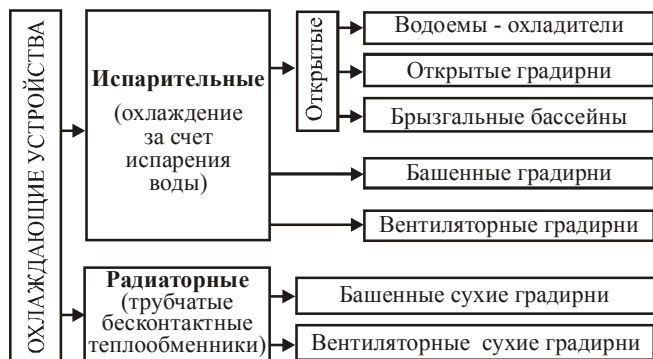 ОХЛАЖДАЮЩИЕ УСТРОЙСТВА
Испарительные
(охлаждение
за счет
испарения
воды)
Открытые
Водоемы - охладители
Открытые градирни
Брызгальные бассейны
Башенные градирни
Вентиляторные градирни
Радиаторные
(трубчатые
бесконтактные
теплообменники)
Башенные сухие градирни
Вентиляторные сухие градирни